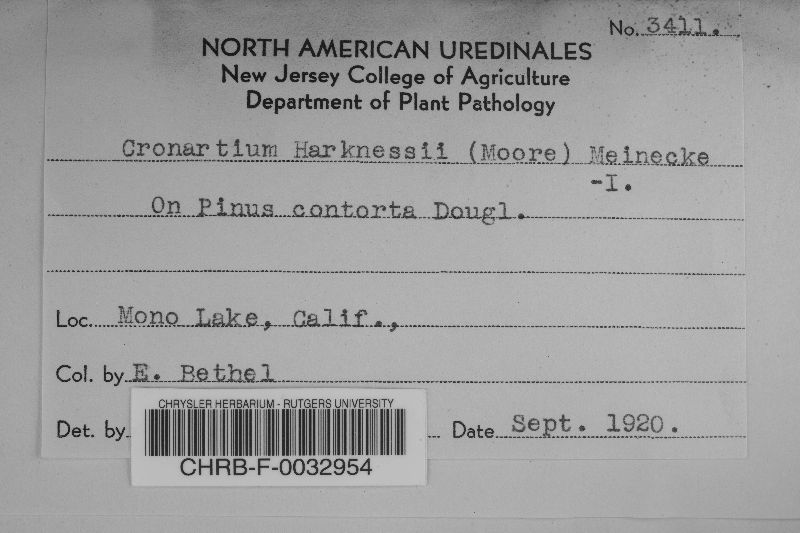 No. 3411.
NORTH AMERICAN UREDINALES
New Jersey College of Agriculture
Department of Plant Pathology
Cronartium Harknessii (Moore) Meinecke
-I.
On Pinus contorta Dougl.
Loc. Mono Lake, Calif.,
Col. by E. Bethel
Det. by Date Sept. 1920.
CHRYSLER HERBARIUM - RUTGERS UNIVERSITY
CHRB-F-0032954